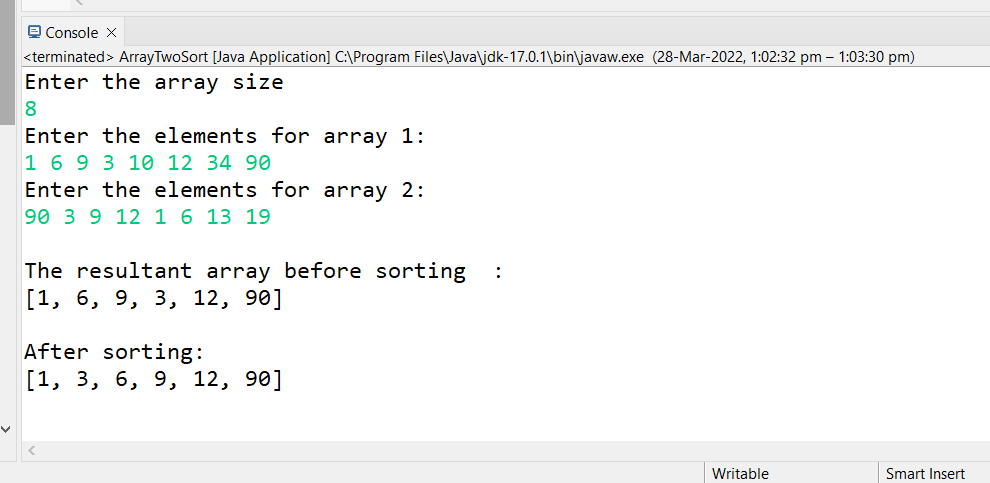 Console
<terminated> ArrayTwoSort [Java Application] C:\Program Files\Java\jdk-17.0.1\bin\javaw.exe (28-Mar-2022, 1:02:32 pm – 1:03:30 pm)
Enter the array size
8
Enter the elements for array 1:
1 6 9 3 10 12 34 90
Enter the elements for array 2:
90 3 9 12 1 6 13 19
The resultant array before sorting  :
[1, 6, 9, 3, 12, 90]
After sorting:
[1, 3, 6, 9, 12, 90]
Writable
Smart Insert